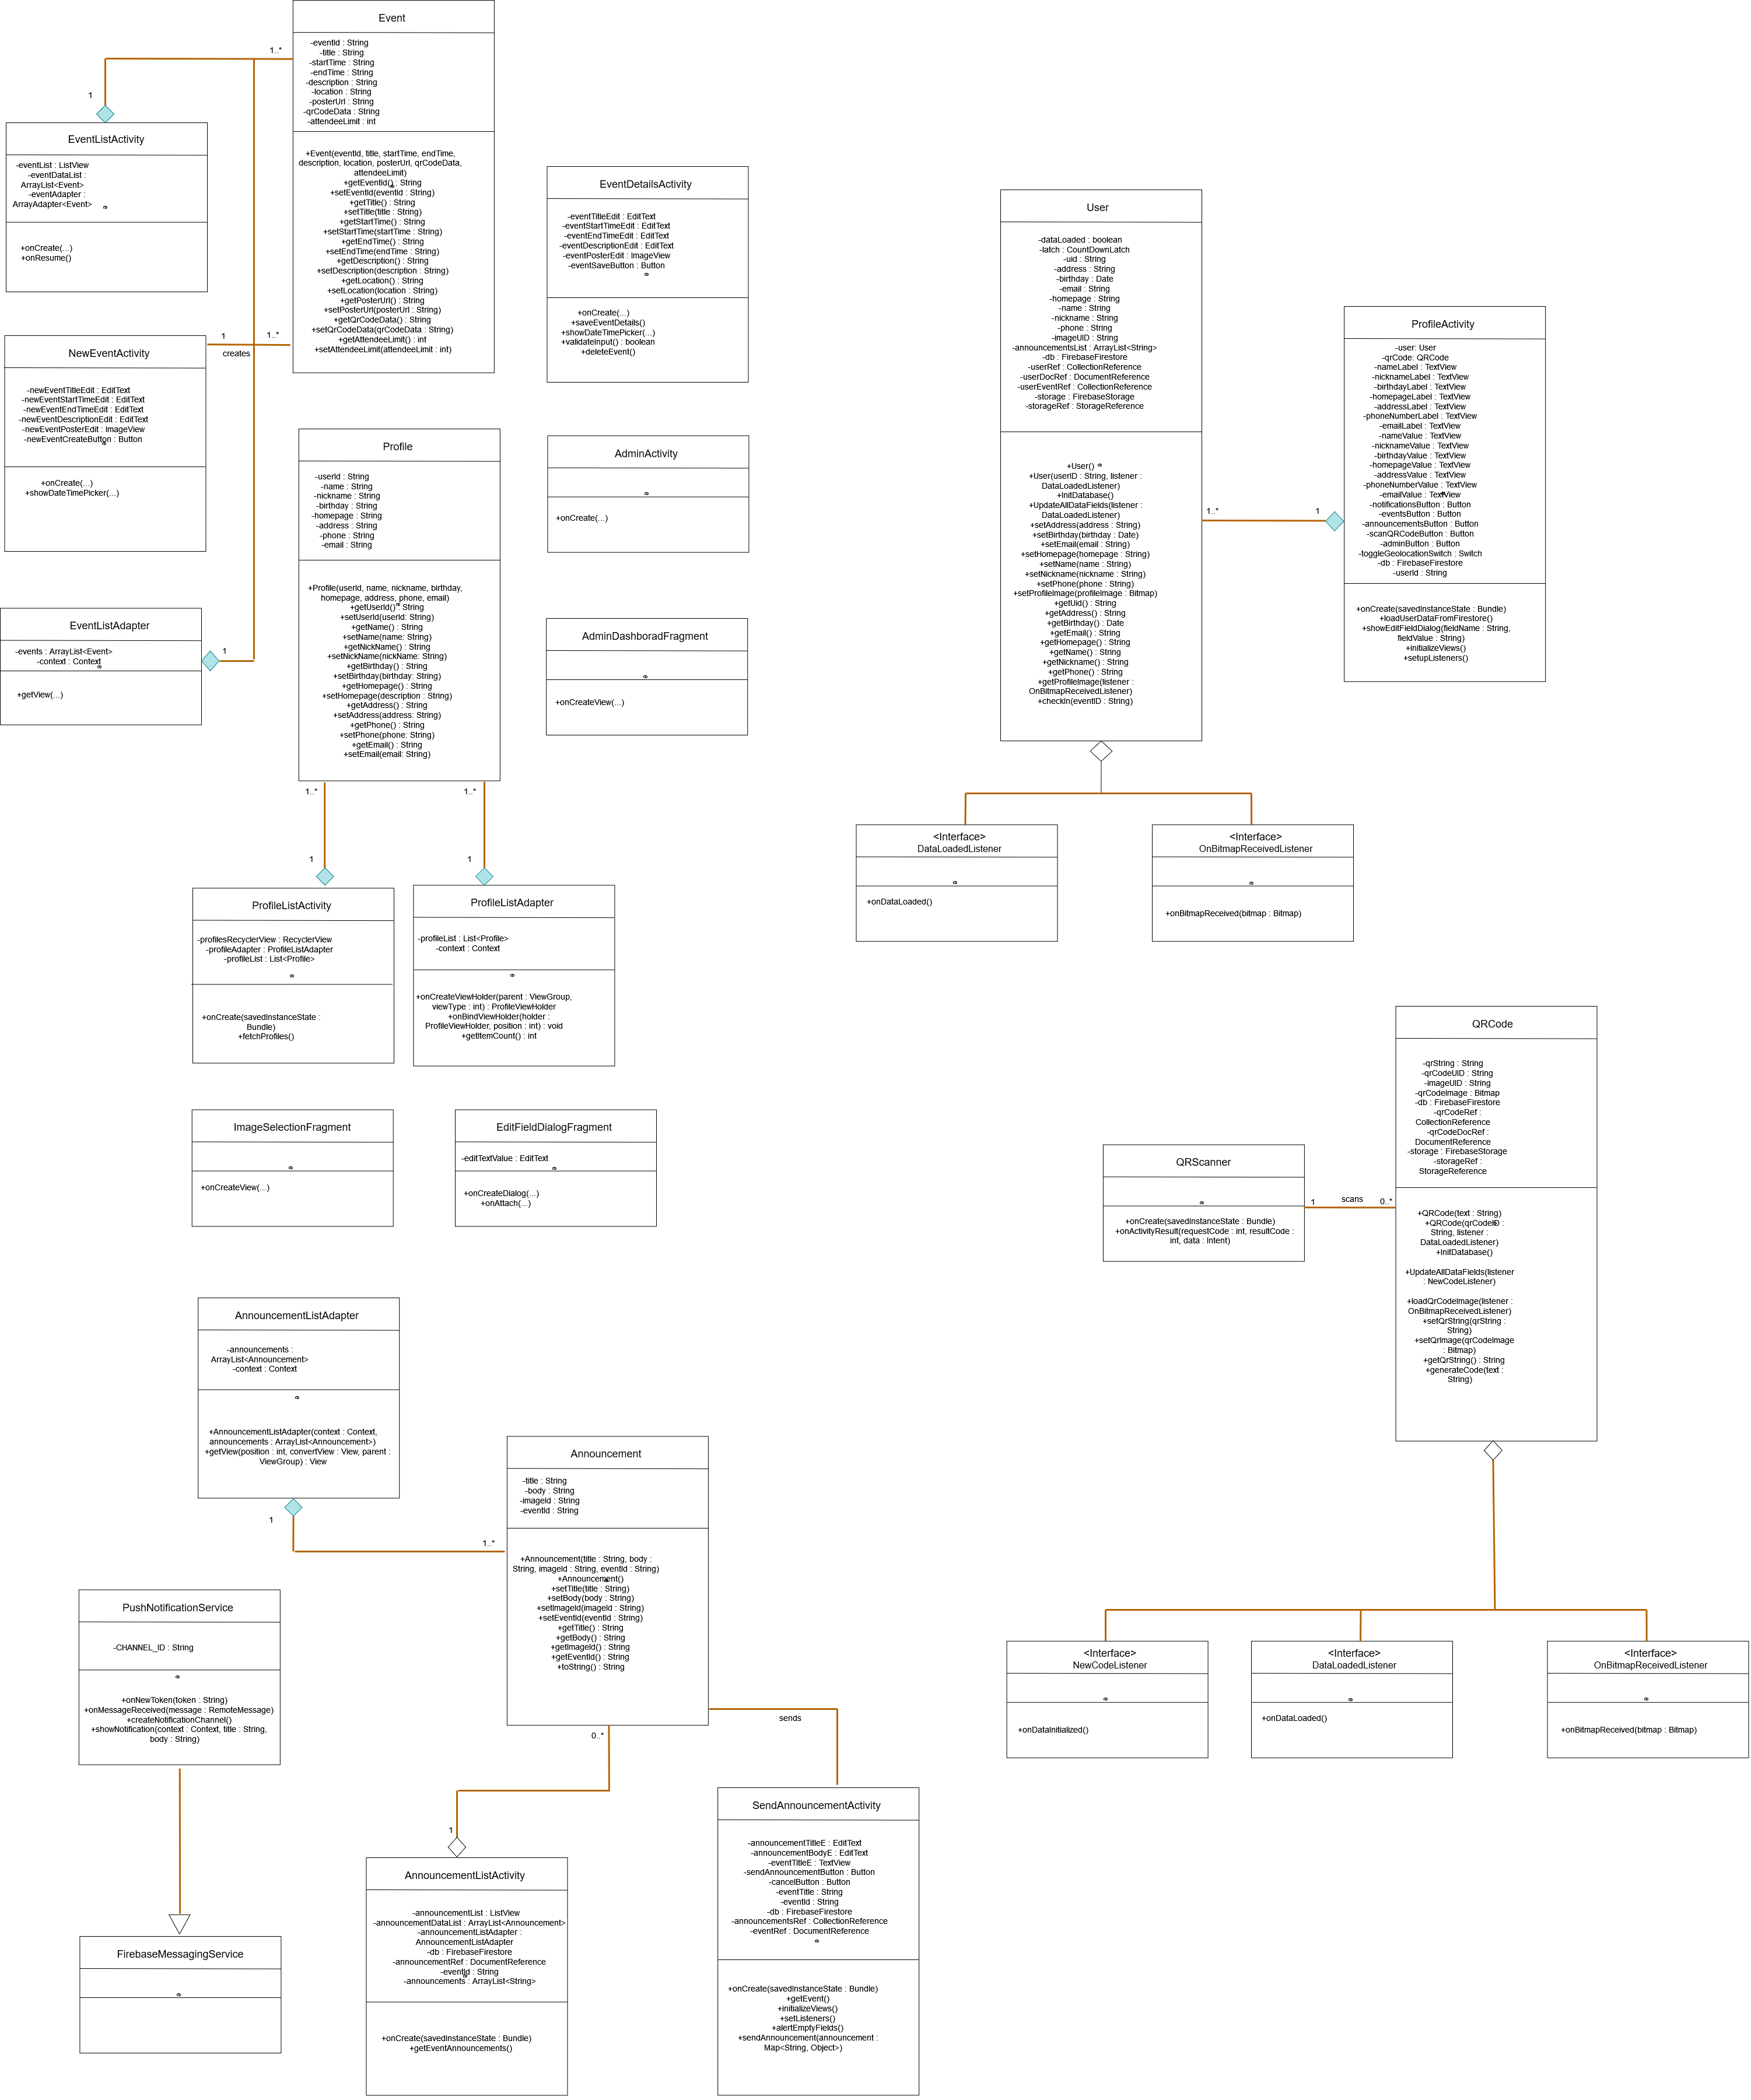 Event
-eventId : String
-title : String
-startTime : String
-endTime : String
-description : String
-location : String
-posterUrl : String
-qrCodeData : String
-attendeeLimit : int
+Event(eventId, title, startTime, endTime,
description, location, posterUrl, qrCodeData,
attendeeLimit)
+getEventId() : String
+setEventId(eventId : String)
+getTitle() : String
+setTitle(title : String)
+getStartTime() : String
+setStartTime(startTime : String)
+getEndTime() : String
+setEndTime(endTime : String)
+getDescription() : String
+setDescription(description : String)
+getLocation() : String
+setLocation(location : String)
+getPosterUrl() : String
+setPosterUrl(posterUrl : String)
+getQrCodeData() : String
+setQrCodeData(qrCodeData : String)
+getAttendeeLimit() : int
+setAttendeeLimit(attendeeLimit : int)
1..*
1
EventListActivity
-eventList : ListView
-eventDataList :
ArrayList<Event>
-eventAdapter :
ArrayAdapter<Event>
+onCreate(...)
+onResume()
1
creates
1..*
NewEventActivity
-newEventTitleEdit : EditText
-newEventStartTimeEdit : EditText
-newEventEndTimeEdit : EditText
-newEventDescriptionEdit : EditText
-newEventPosterEdit : ImageView
-newEventCreateButton : Button
+onCreate(...)
+showDateTimePicker(...)
EventListAdapter
-events : ArrayList<Event>
-context : Context
+getView(...)
1
EventDetailsActivity
-eventTitleEdit : EditText
-eventStartTimeEdit : EditText
-eventEndTimeEdit : EditText
-eventDescriptionEdit : EditText
-eventPosterEdit : ImageView
-eventSaveButton : Button
+onCreate(...)
+saveEventDetails()
+showDateTimePicker(...)
+validateInput() : boolean
+deleteEvent()
Profile
-userId : String
-name : String
-nickname : String
-birthday : String
-homepage : String
-address : String
-phone : String
-email : String
+Profile(userId, name, nickname, birthday,
homepage, address, phone, email)
+getUserId() : String
+setUserId(userId: String)
+getName() : String
+setName(name: String)
+getNickName() : String
+setNickName(nickName: String)
+getBirthday() : String
+setBirthday(birthday: String)
+getHomepage() : String
+setHomepage(description : String)
+getAddress() : String
+setAddress(address: String)
+getPhone() : String
+setPhone(phone: String)
+getEmail() : String
+setEmail(email: String)
AdminActivity
+onCreate(...)
AdminDashboradFragment
+onCreateView(...)
1..*
1..*
1
1
ProfileListActivity
-profilesRecyclerView : RecyclerView
-profileAdapter : ProfileListAdapter
-profileList : List<Profile>
+onCreate(savedInstanceState :
Bundle)
+fetchProfiles()
ProfileListAdapter
-profileList : List<Profile>
-context : Context
+onCreateViewHolder(parent : ViewGroup,
viewType : int) : ProfileViewHolder
+onBindViewHolder(holder :
ProfileViewHolder, position : int) : void
+getItemCount() : int
ImageSelectionFragment
+onCreateView(...)
EditFieldDialogFragment
-editTextValue : EditText
+onCreateDialog(...)
+onAttach(...)
User
-dataLoaded : boolean
-latch : CountDownLatch
-uid : String
-address : String
-birthday : Date
-email : String
-homepage : String
-name : String
-nickname : String
-phone : String
-imageUID : String
-announcementsList : ArrayList<String>
-db : FirebaseFirestore
-userRef : CollectionReference
-userDocRef : DocumentReference
-userEventRef : CollectionReference
-storage : FirebaseStorage
-storageRef : StorageReference
+User()
+User(userID : String, listener :
DataLoadedListener)
+InitDatabase()
+UpdateAllDataFields(listener :
DataLoadedListener)
+setAddress(address : String)
+setBirthday(birthday : Date)
+setEmail(email : String)
+setHomepage(homepage : String)
+setName(name : String)
+setNickname(nickname : String)
+setPhone(phone : String)
+setProfileImage(profileImage : Bitmap)
+getUid() : String
+getAddress() : String
+getBirthday() : Date
+getEmail() : String
+getHomepage() : String
+getName() : String
+getNickname() : String
+getPhone() : String
+getProfileImage(listener :
OnBitmapReceivedListener)
+checkIn(eventID : String)
1..*
1
ProfileActivity
-user: User
-qrCode: QRCode
-nameLabel : TextView
-nicknameLabel : TextView
-birthdayLabel : TextView
-homepageLabel : TextView
-addressLabel : TextView
-phoneNumberLabel : TextView
-emailLabel : TextView
-nameValue : TextView
-nicknameValue : TextView
-birthdayValue : TextView
-homepageValue : TextView
-addressValue : TextView
-phoneNumberValue : TextView
-emailValue : TextView
-notificationsButton : Button
-eventsButton : Button
-announcementsButton : Button
-scanQRCodeButton : Button
-adminButton : Button
-toggleGeolocationSwitch : Switch
-db : FirebaseFirestore
-userId : String
+onCreate(savedInstanceState : Bundle)
+loadUserDataFromFirestore()
+showEditFieldDialog(fieldName : String,
fieldValue : String)
+initializeViews()
+setupListeners()
<Interface>
DataLoadedListener
+onDataLoaded()
<Interface>
OnBitmapReceivedListener
+onBitmapReceived(bitmap : Bitmap)
QRCode
-qrString : String
-qrCodeUID : String
-imageUID : String
-qrCodeImage : Bitmap
-db : FirebaseFirestore
-qrCodeRef :
CollectionReference
-qrCodeDocRef :
DocumentReference
-storage : FirebaseStorage
-storageRef :
StorageReference
+QRCode(text : String)
+QRCode(qrCodeID :
String, listener :
DataLoadedListener)
+InitDatabase()
+UpdateAllDataFields(listener
: NewCodeListener)
+loadQrCodeImage(listener :
OnBitmapReceivedListener)
+setQrString(qrString :
String)
+setQrImage(qrCodeImage
: Bitmap)
+getQrString() : String
+generateCode(text :
String)
QRScanner
+onCreate(savedInstanceState : Bundle)
+onActivityResult(requestCode : int, resultCode :
int, data : Intent)
1
scans
0..*
<Interface>
NewCodeListener
+onDataInitialized()
<Interface>
DataLoadedListener
+onDataLoaded()
<Interface>
OnBitmapReceivedListener
+onBitmapReceived(bitmap : Bitmap)
AnnouncementListAdapter
-announcements :
ArrayList<Announcement>
-context : Context
+AnnouncementListAdapter(context : Context,
announcements : ArrayList<Announcement>)
+getView(position : int, convertView : View, parent :
ViewGroup) : View
1
1..*
Announcement
-title : String
-body : String
-imageId : String
-eventId : String
+Announcement(title : String, body :
String, imageId : String, eventId : String)
+Announcement()
+setTitle(title : String)
+setBody(body : String)
+setImageId(imageId : String)
+setEventId(eventId : String)
+getTitle() : String
+getBody() : String
+getImageId() : String
+getEventId() : String
+toString() : String
PushNotificationService
-CHANNEL_ID : String
+onNewToken(token : String)
+onMessageReceived(message : RemoteMessage)
+createNotificationChannel()
+showNotification(context : Context, title : String,
body : String)
FirebaseMessagingService
0..*
sends
1
AnnouncementListActivity
-announcementList : ListView
-announcementDataList : ArrayList<Announcement>
-announcementListAdapter :
AnnouncementListAdapter
-db : FirebaseFirestore
-announcementRef : DocumentReference
-eventId : String
-announcements : ArrayList<String>
+onCreate(savedInstanceState : Bundle)
+getEventAnnouncements()
SendAnnouncementActivity
-announcementTitleE : EditText
-announcementBodyE : EditText
-eventTitleE : TextView
-sendAnnouncementButton : Button
-cancelButton : Button
-eventTitle : String
-eventId : String
-db : FirebaseFirestore
-announcementsRef : CollectionReference
-eventRef : DocumentReference
+onCreate(savedInstanceState : Bundle)
+getEvent()
+initializeViews()
+setListeners()
+alertEmptyFields()
+sendAnnouncement(announcement :
Map<String, Object>)